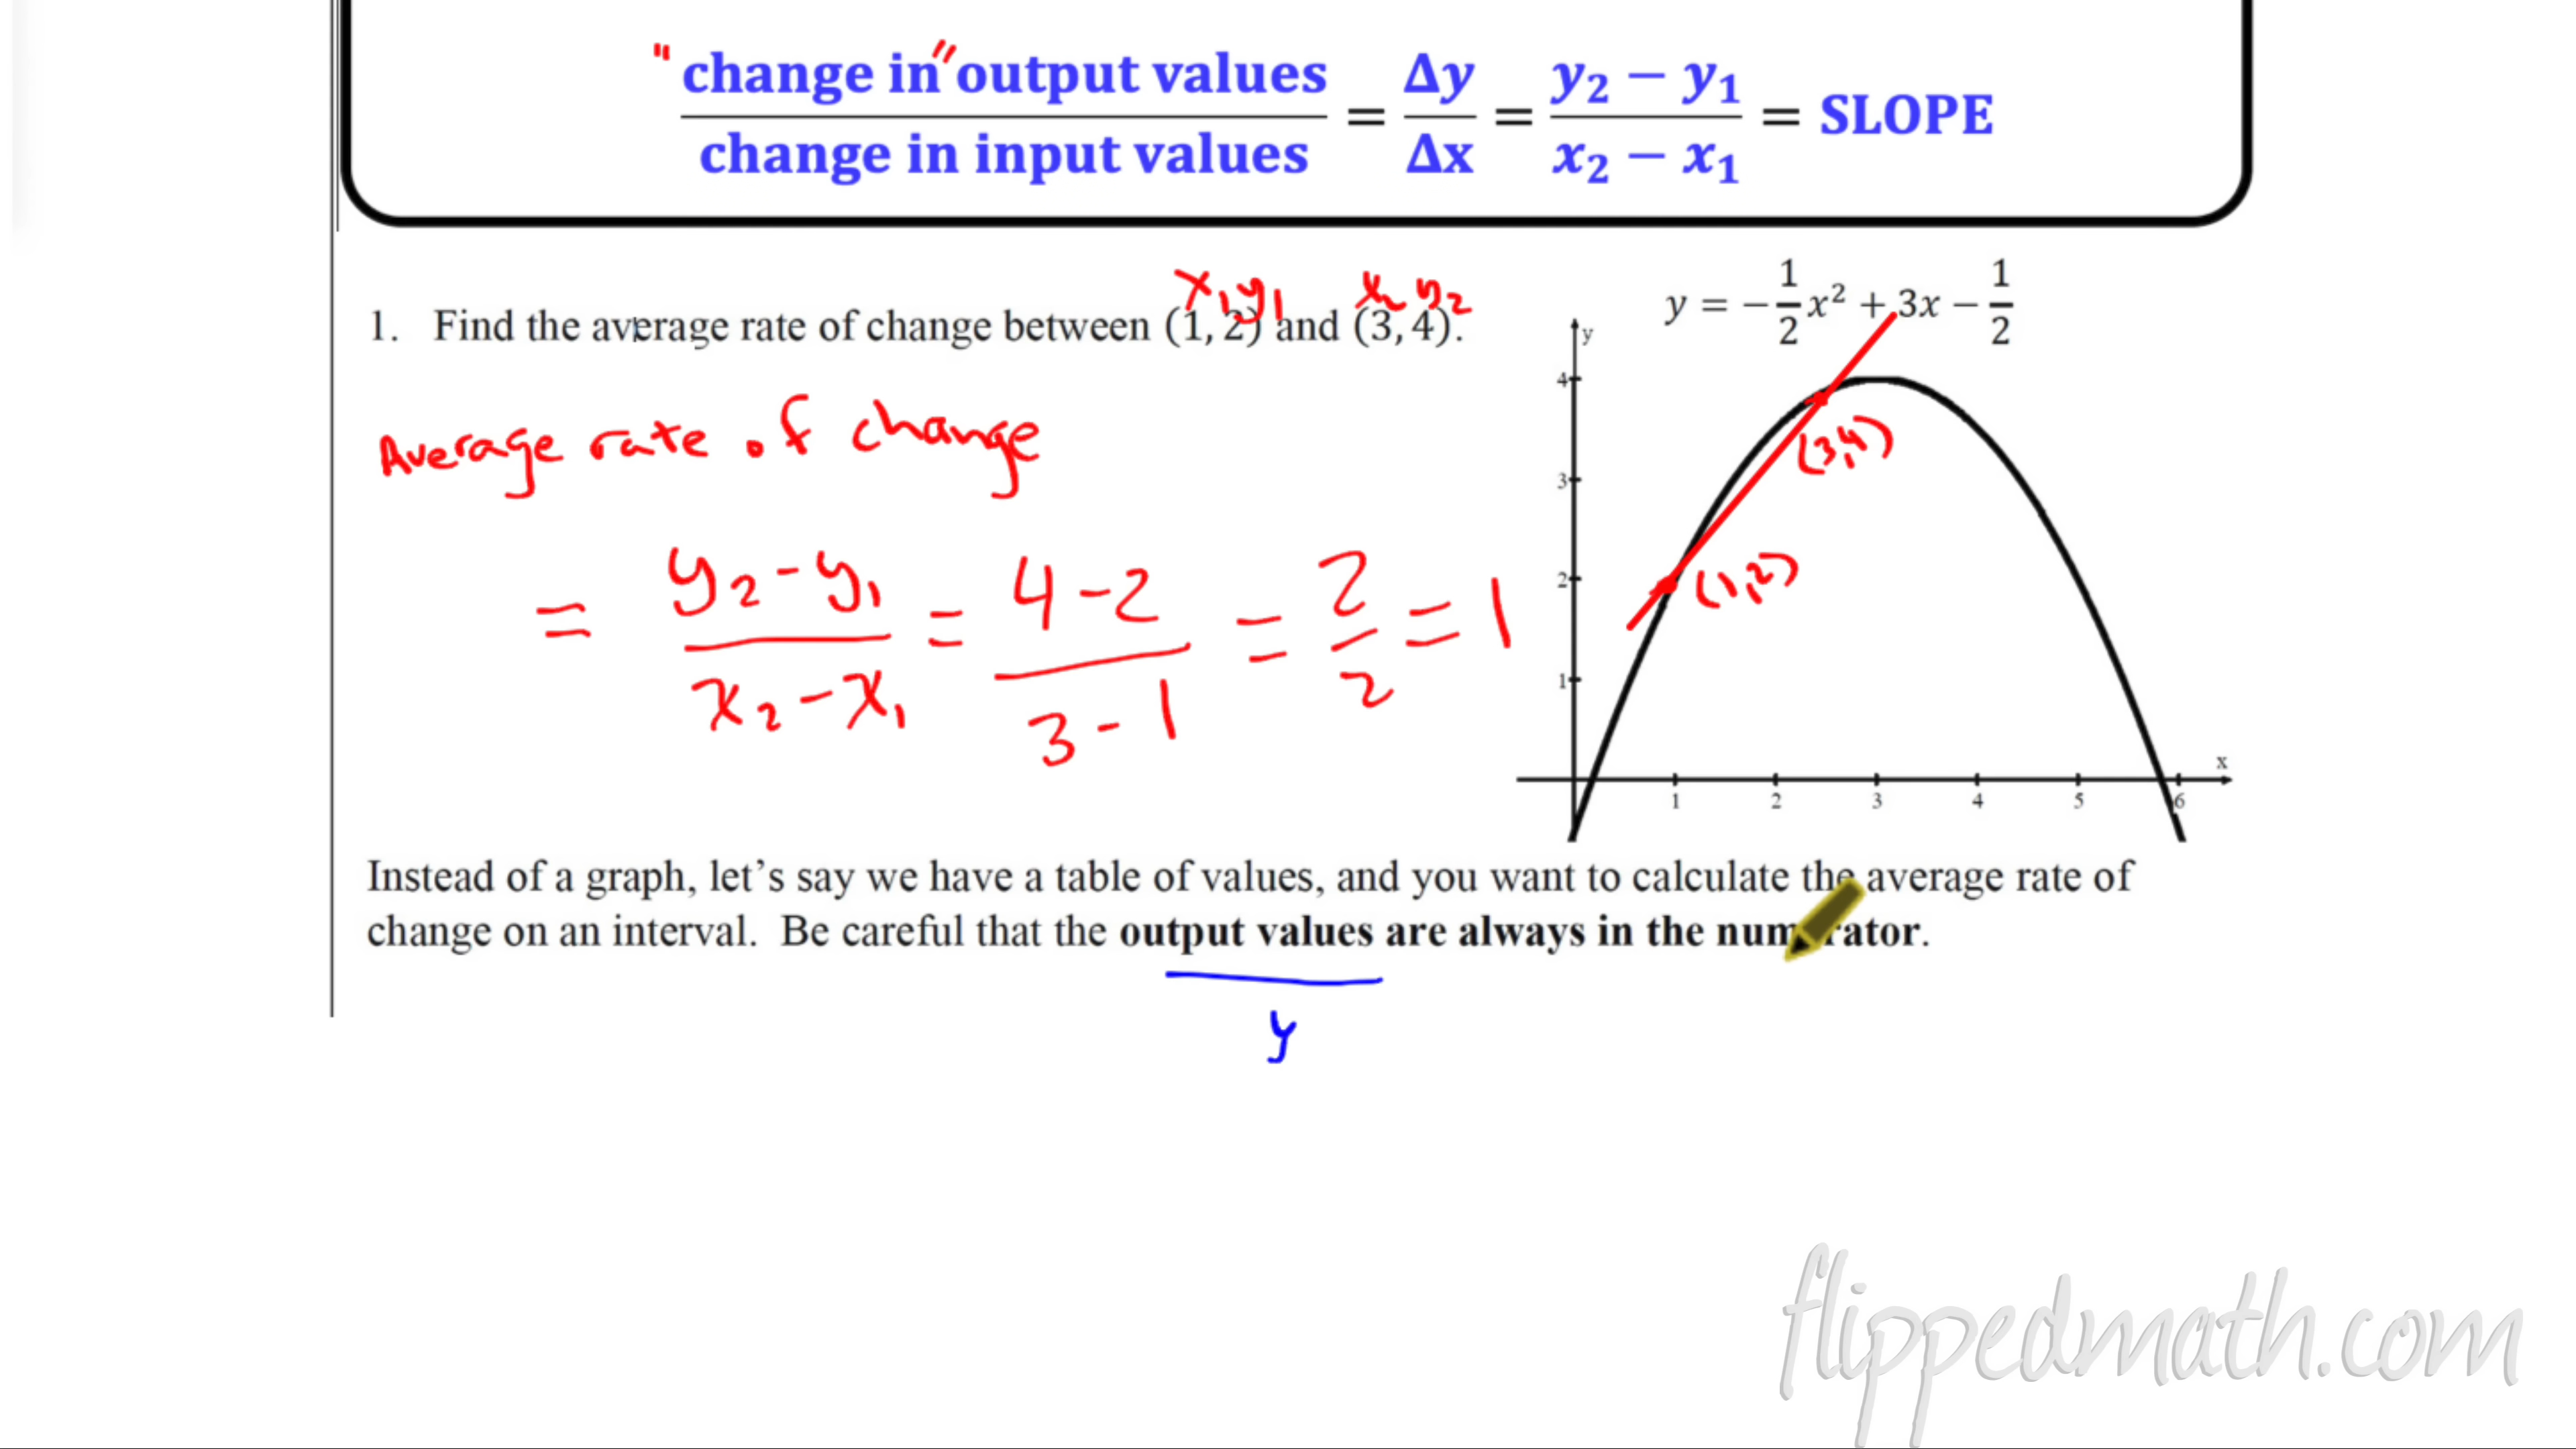 "change in" output values / change in input values = Δy / Δx = y₂ − y₁ / x₂ − x₁ = SLOPE
x₁ y₁ x₂ y₂
1. Find the average rate of change between (1, 2) and (3, 4).
y = −1/2 x² + 3x − 1/2
Average rate of change
= y₂ - y₁ / x₂ - x₁ = 4 - 2 / 3 - 1 = 2 / 2 = 1
y
4
3
2
1
(3,4)
(1,2)
x
1 2 3 4 5 6
Instead of a graph, let's say we have a table of values, and you want to calculate the average rate of
change on an interval. Be careful that the output values are always in the numerator.
y
flippedmath.com